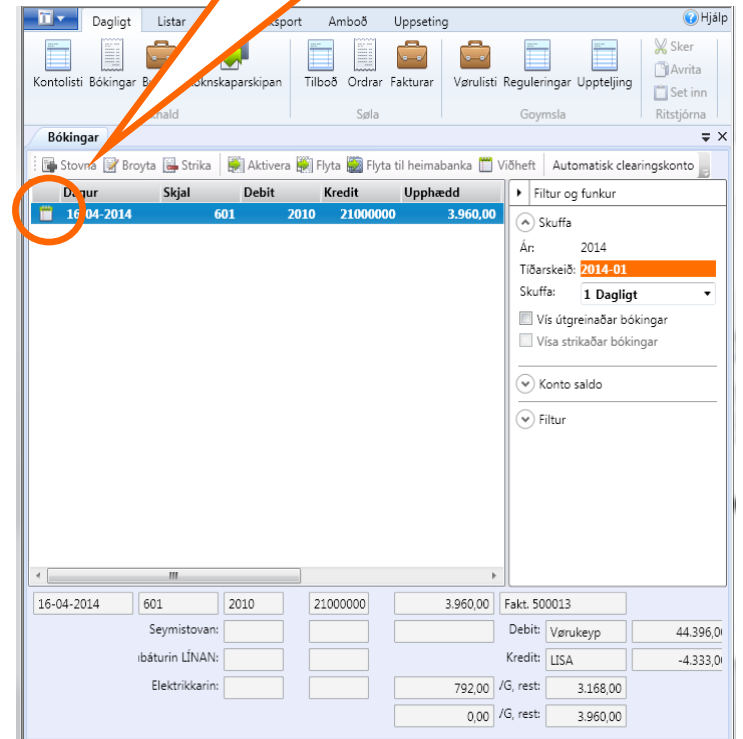 Dagligt Listar ksport Amboð Uppseting Hjálp
Kontolisti Bókingar B oknskaparskipan Tilboð Ordrar Fakturar Vørulisti Reguleringar Uppteljing Sker
Avrita
Set inn
hald Søla Goymsla Ritstjórna
Bókingar
Stovna Broyta Strika Aktivera Flyta Flyta til heimabanka Viðheft Automatisk clearingskonto
Dagur Skjal Debit Kredit Upphædd
16-04-2014 601 2010 21000000 3.960,00
Filtur og funkur
Skuffa
Ár: 2014
Tíðarskeið: 2014-01
Skuffa: 1 Dagligt
Vís útgreinaðar bókingar
Vísa strikaðar bókingar
Konto saldo
Filtur
16-04-2014 601 2010 21000000 3.960,00 Fakt. 500013
Seymistovan: Debit: Vørukeyp 44.396,0
báturin LÍNAN: Kredit: LISA -4.333,0
Elektrikkarin: 792,00 /G, rest: 3.168,00
0,00 /G, rest: 3.960,00